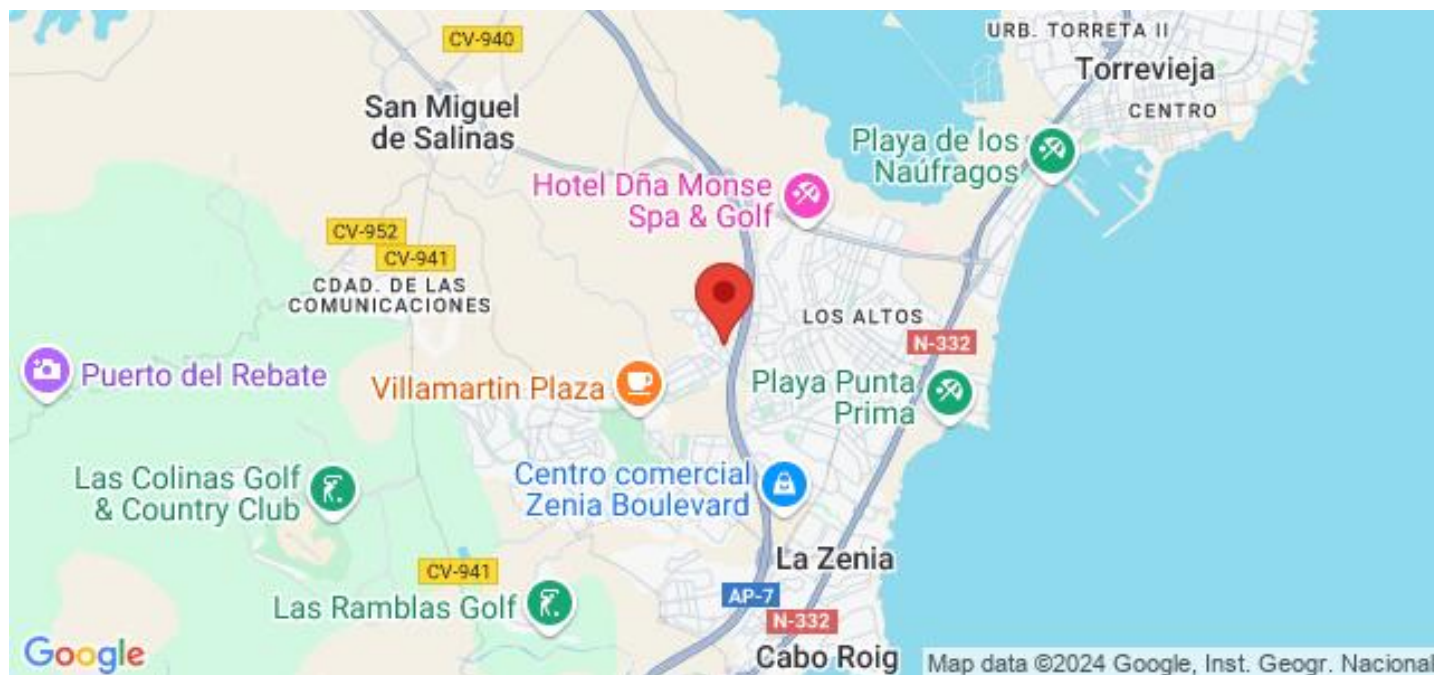 URB. TORRETA II
CV-940
Torrevieja
San Miguel
de Salinas
CENTRO
Playa de los
Naúfragos
Hotel Dña Monse
Spa & Golf
CV-952
CV-941
CDAD. DE LAS
COMUNICACIONES
LOS ALTOS
N-332
Puerto del Rebate
Villamartin Plaza
Playa Punta
Prima
Las Colinas Golf
& Country Club
Centro comercial
Zenia Boulevard
La Zenia
CV-941
AP-7
Las Ramblas Golf
N-332
Google
Cabo Roig
Map data ©2024 Google, Inst. Geogr. Nacional